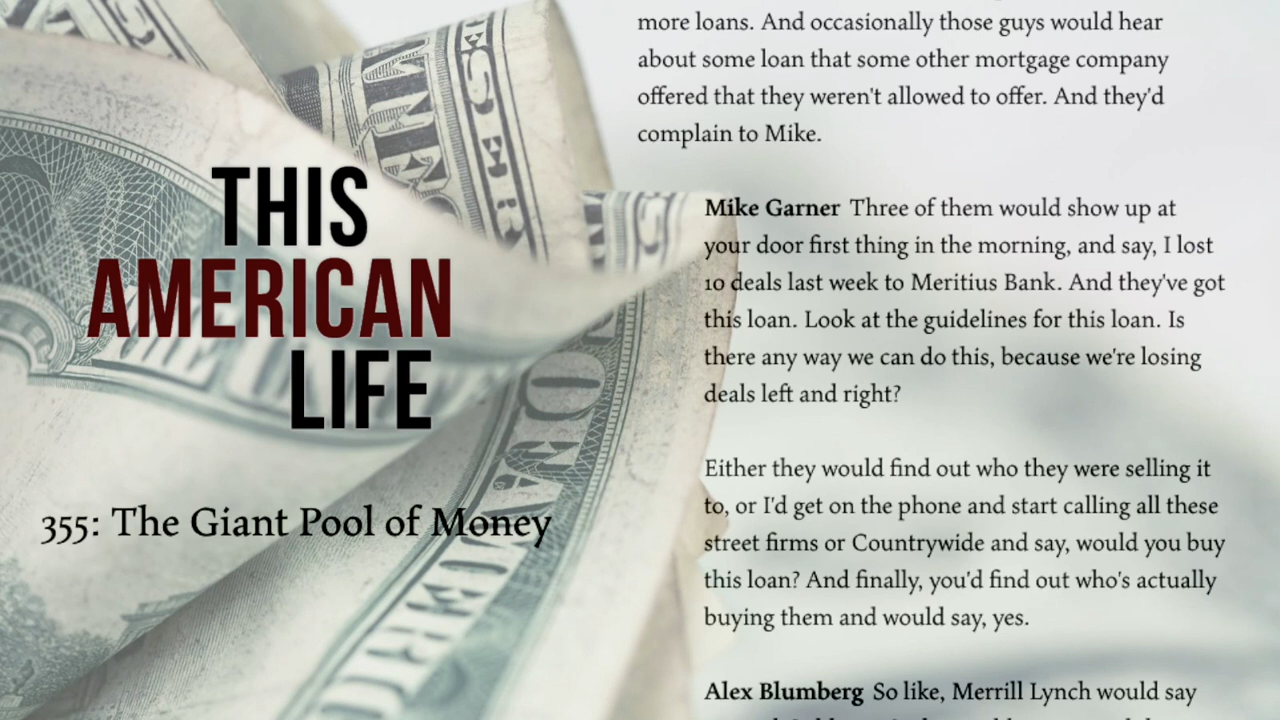 THIS
AMERICAN
LIFE
355: The Giant Pool of Money
more loans. And occasionally those guys would hear
about some loan that some other mortgage company
offered that they weren't allowed to offer. And they'd
complain to Mike.
Mike Garner Three of them would show up at
your door first thing in the morning, and say, I lost
10 deals last week to Meritius Bank. And they've got
this loan. Look at the guidelines for this loan. Is
there any way we can do this, because we're losing
deals left and right?
Either they would find out who they were selling it
to, or I'd get on the phone and start calling all these
street firms or Countrywide and say, would you buy
this loan? And finally, you'd find out who's actually
buying them and would say, yes.
Alex Blumberg So like, Merrill Lynch would say